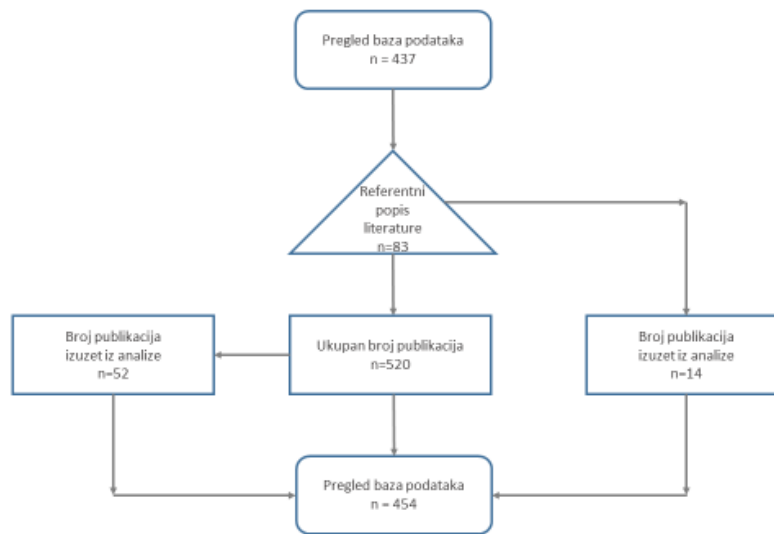 Pregled baza podataka
n = 437
Referentni
popis
literature
n=83
Broj publikacija
izuzet iz analize
n=52
Ukupan broj publikacija
n=520
Broj publikacija
izuzet iz analize
n=14
Pregled baza podataka
n = 454